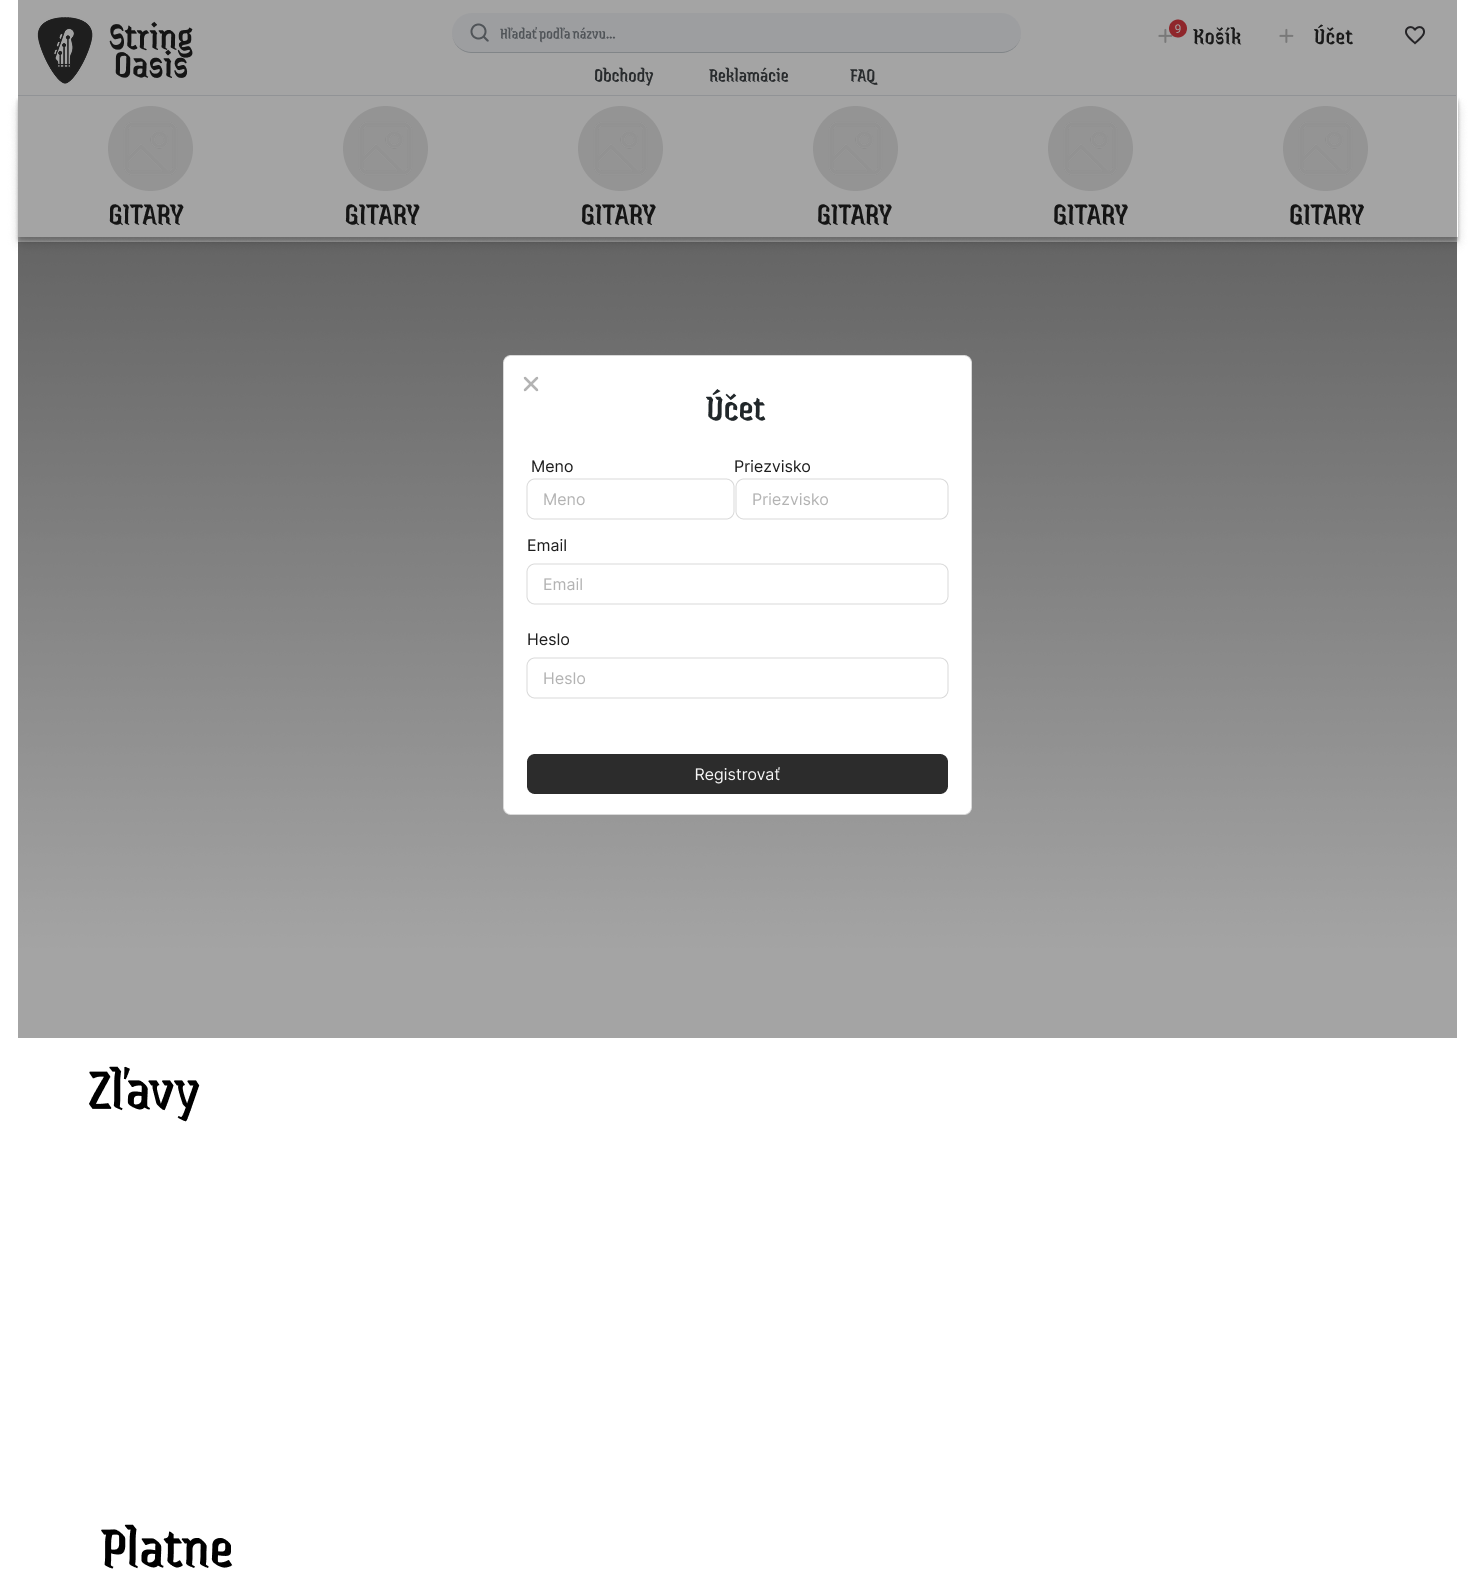 String
Oasis
Hľadať podľa názvu...
9
Košík
Účet
Obchody
Reklamácie
FAQ
GITARY
GITARY
GITARY
GITARY
GITARY
GITARY
Účet
Meno
Priezvisko
Meno
Priezvisko
Email
Email
Heslo
Heslo
Registrovať
Zľavy
Platne